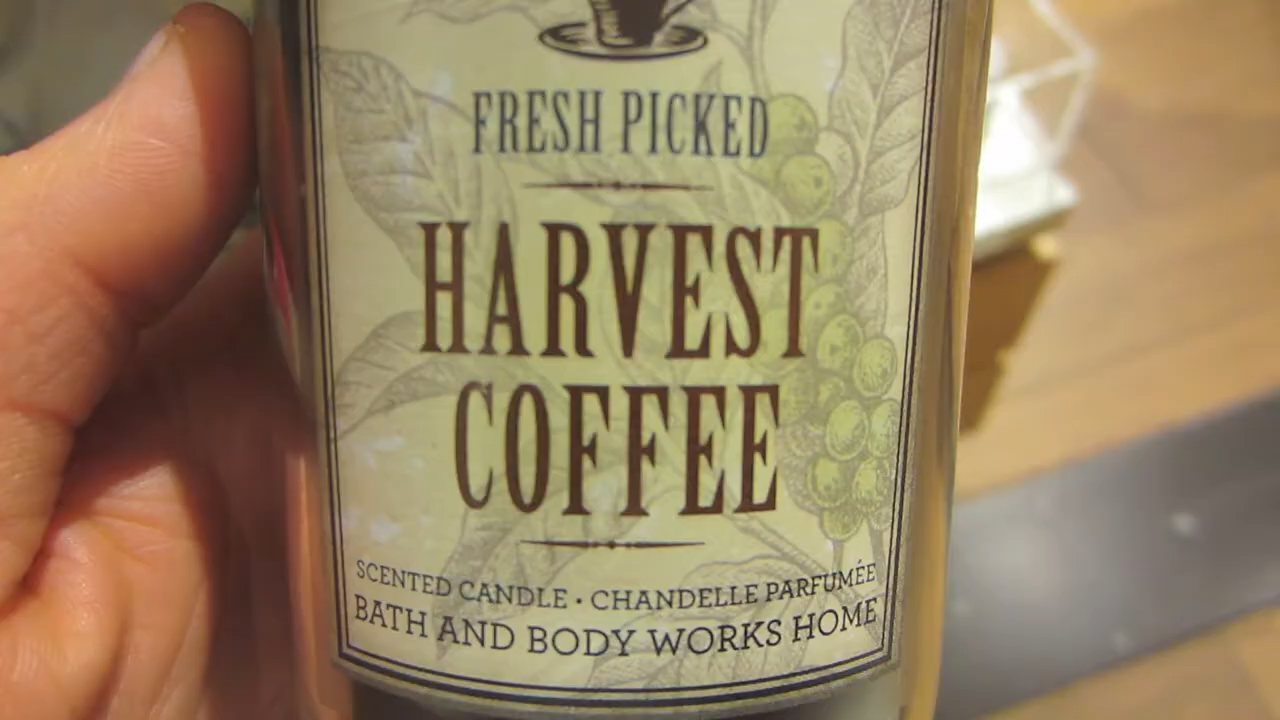 FRESH PICKED
HARVEST
COFFEE
SCENTED CANDLE • CHANDELLE PARFUMÉE
BATH AND BODY WORKS HOME